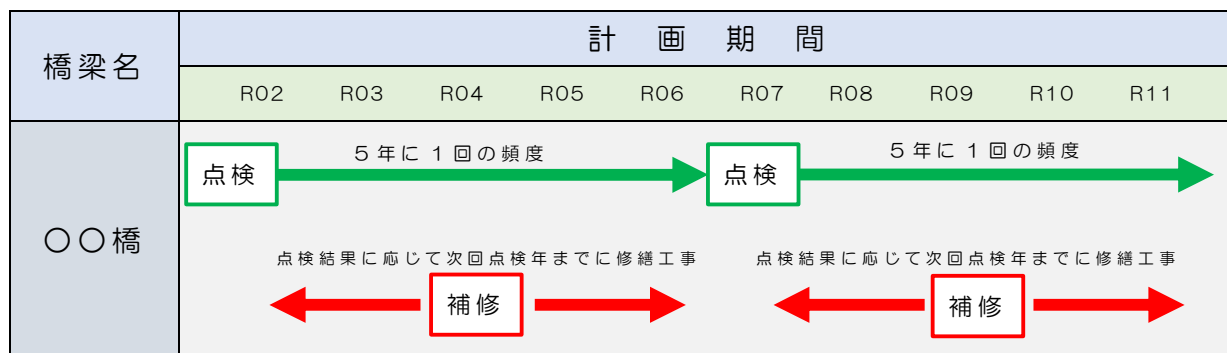 橋梁名
計画期間
R02 R03 R04 R05 R06 R07 R08 R09 R10 R11
〇〇橋
点検
5年に1回の頻度
点検
5年に1回の頻度
点検結果に応じて次回点検年までに修繕工事
点検結果に応じて次回点検年までに修繕工事
補修
補修